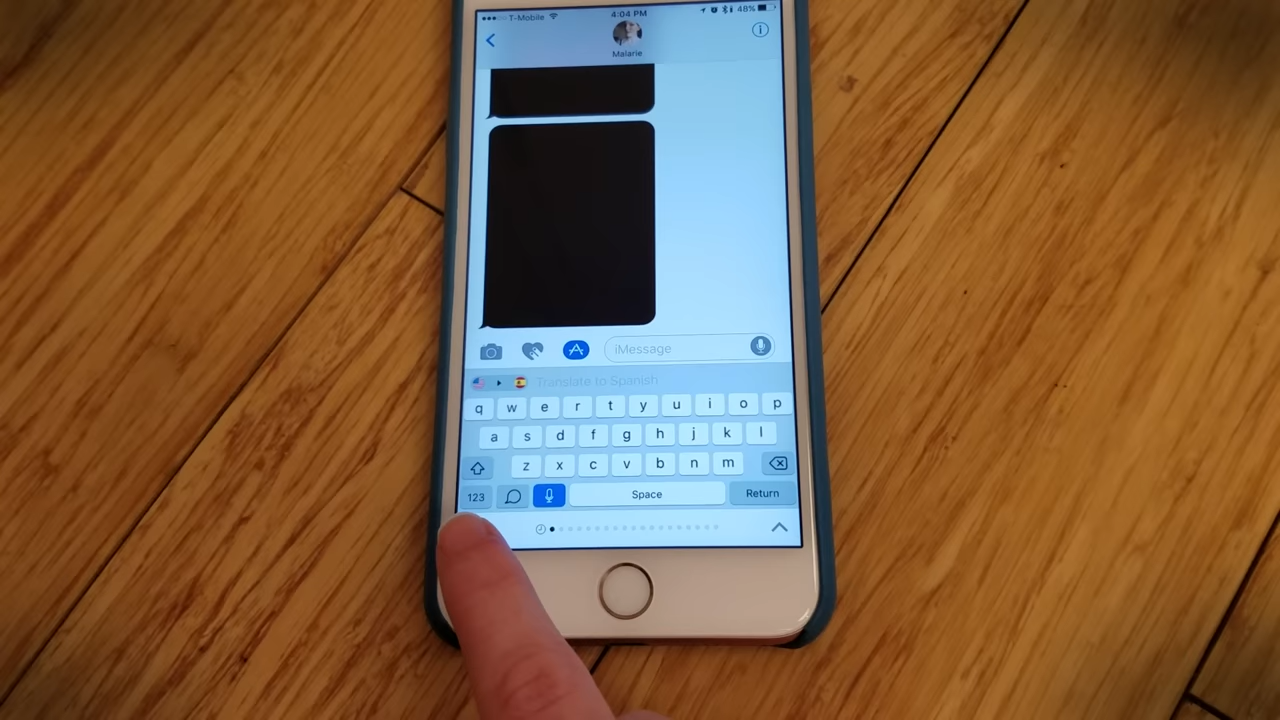 T-Mobile 4:04 PM 48%
Malarie
iMessage
Translate to Spanish
q w e r t y u i o p
a s d f g h j k l
z x c v b n m
123 Space Return